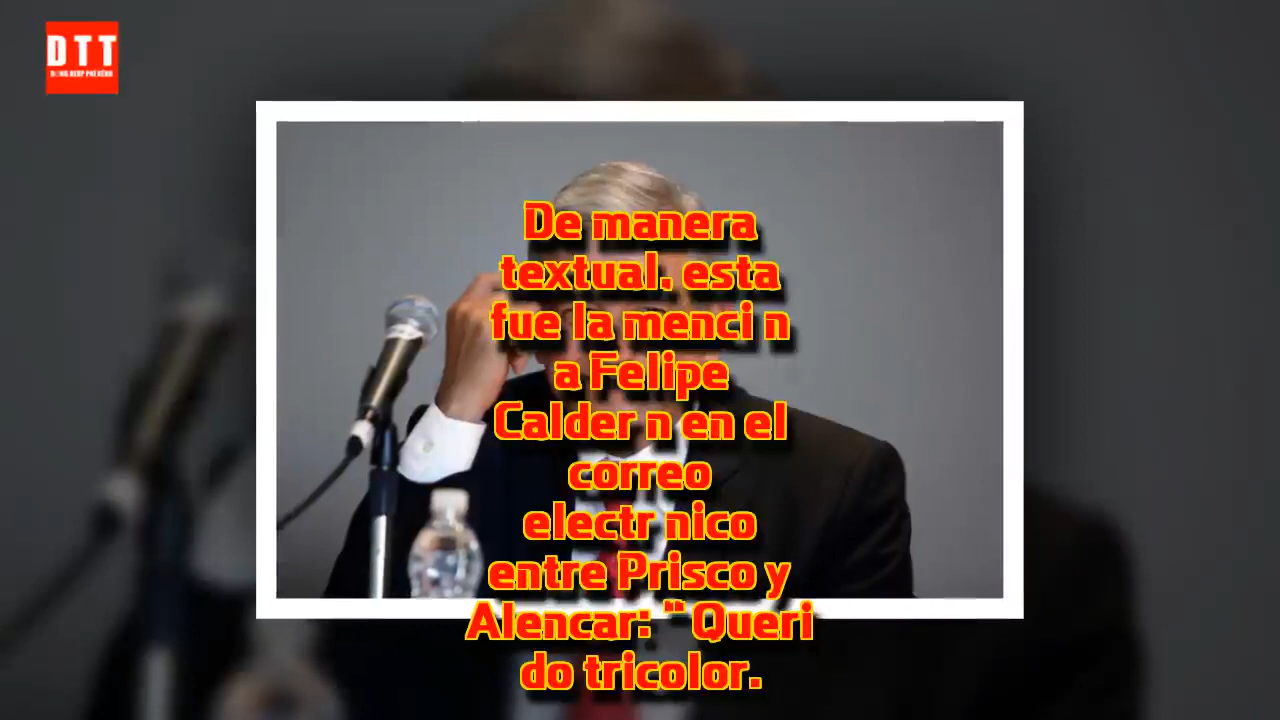 DTT
De manera
textual, esta
fue la menci n
a Felipe
Calder n en el
correo
electr nico
entre Prisco y
Alencar: "Queri
do tricolor.